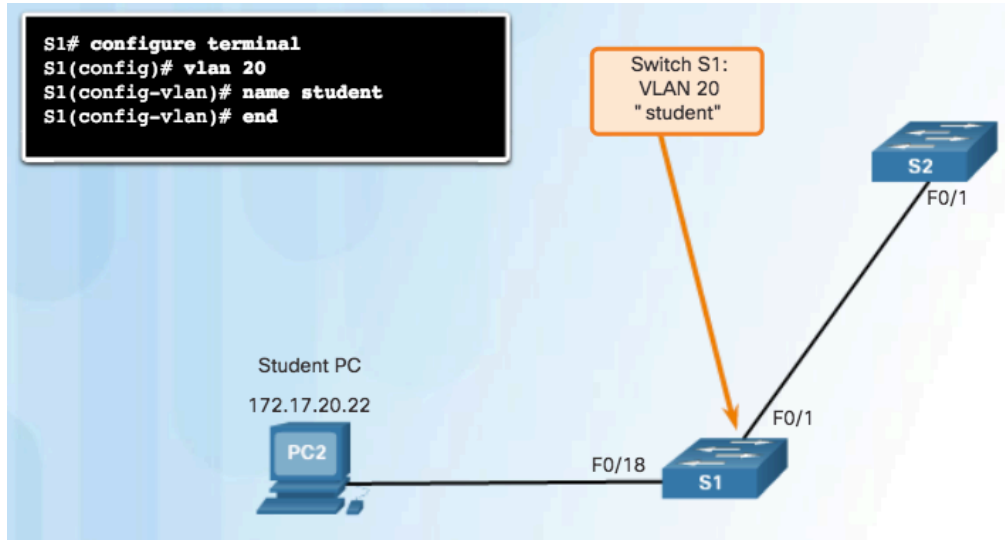 S1# configure terminal
S1(config)# vlan 20
S1(config-vlan)# name student
S1(config-vlan)# end
Switch S1:
VLAN 20
" student"
S2
F0/1
Student PC
172.17.20.22
PC2
F0/1
F0/18
S1